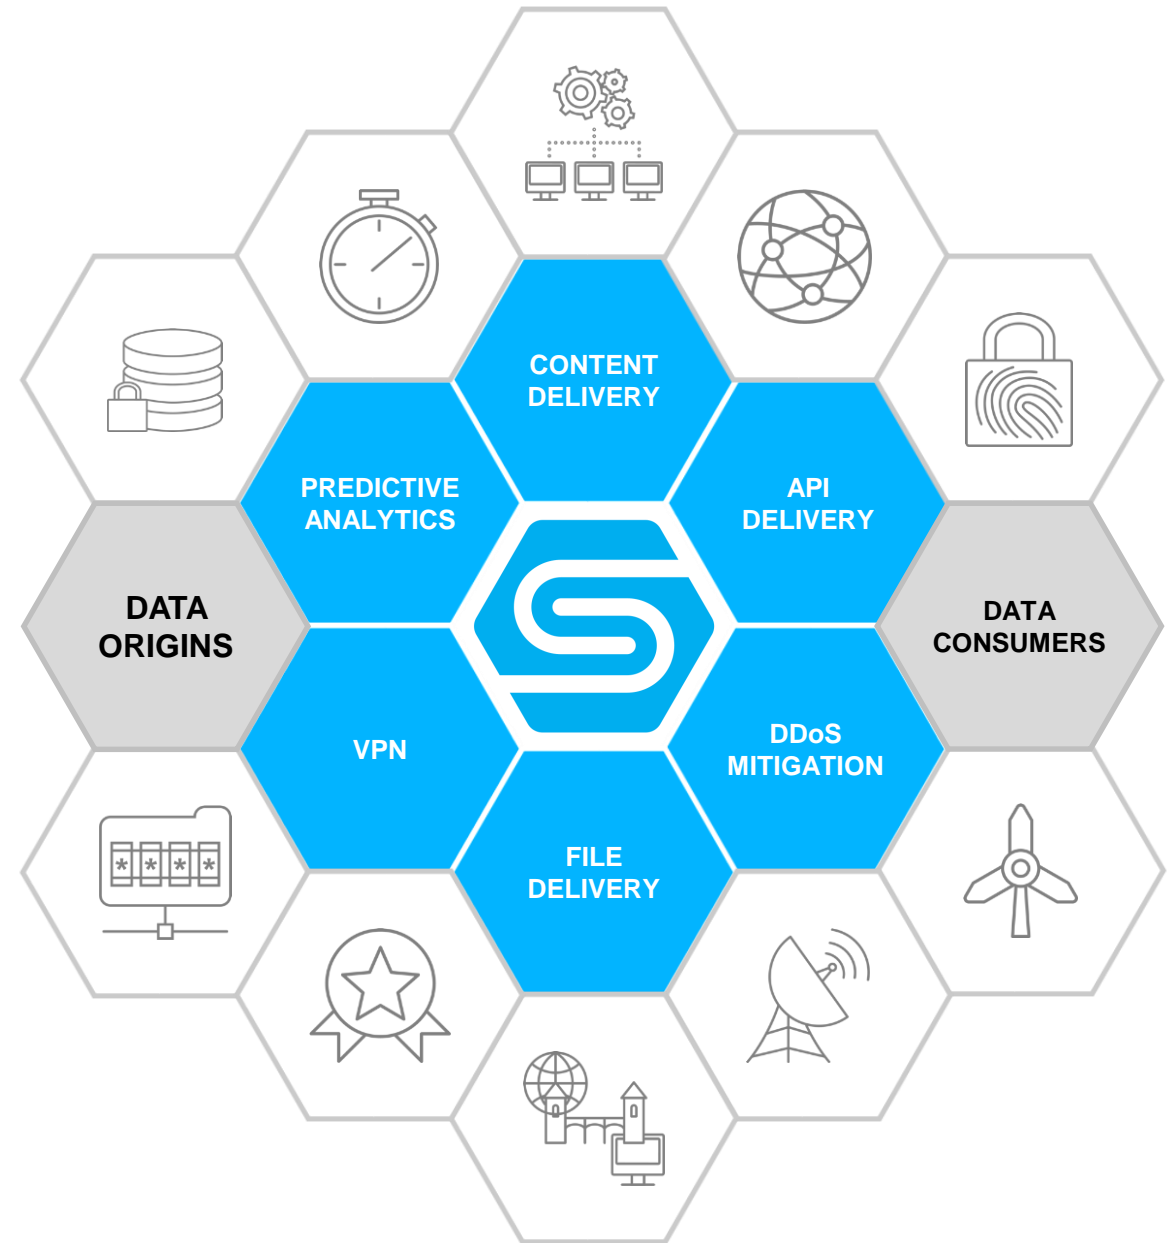 CONTENT
DELIVERY
PREDICTIVE
ANALYTICS
API
DELIVERY
DATA
ORIGINS
DATA
CONSUMERS
VPN
DDoS
MITIGATION
FILE
DELIVERY
* * * *